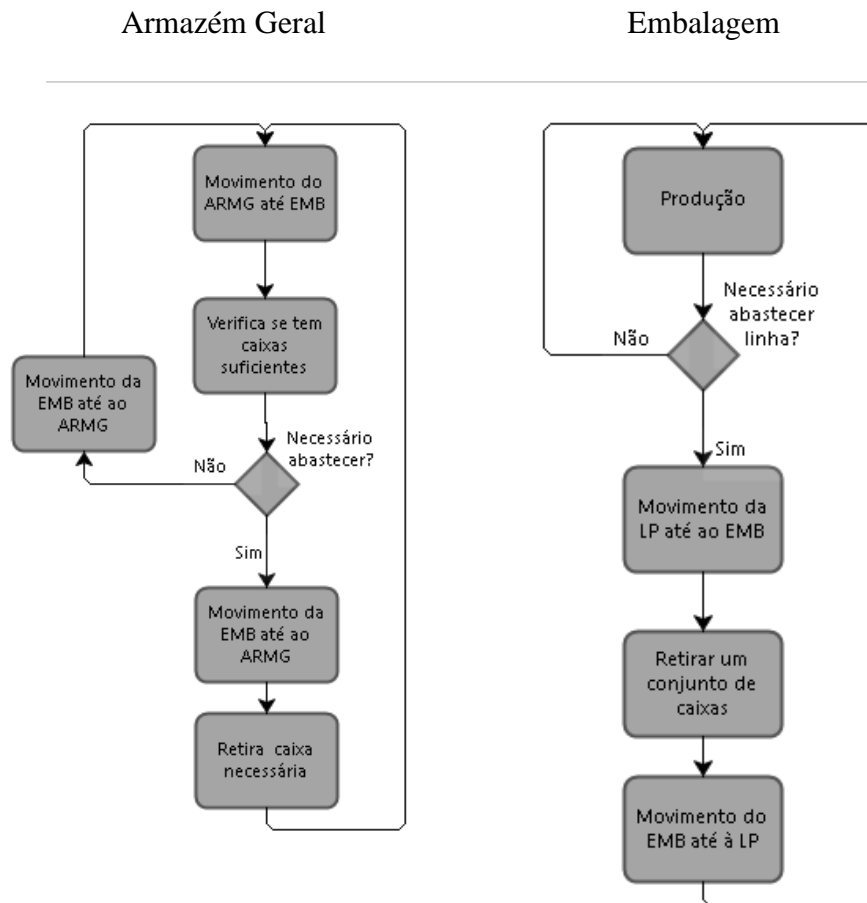 Armazém Geral
Embalagem
Movimento do
ARMG até EMB
Verifica se tem
caixas
suficientes
Movimento da
EMB até ao
ARMG
Não
Necessário
abastecer?
Sim
Movimento da
EMB até ao
ARMG
Retira caixa
necessária
Produção
Necessário
abastecer
linha?
Não
Sim
Movimento da
LP até ao EMB
Retirar um
conjunto de
caixas
Movimento do
EMB até à LP